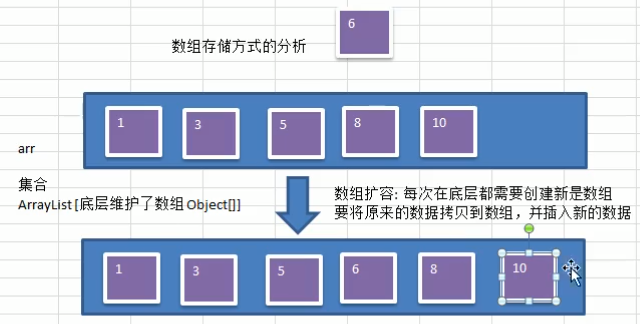 6
数组存储方式的分析
1 3 5 8 10
arr
集合
ArrayList [底层维护了数组 Object[]]
数组扩容: 每次在底层都需要创建新是数组
要将原来的数据拷贝到数组，并插入新的数据
1 3 5 6 8 10